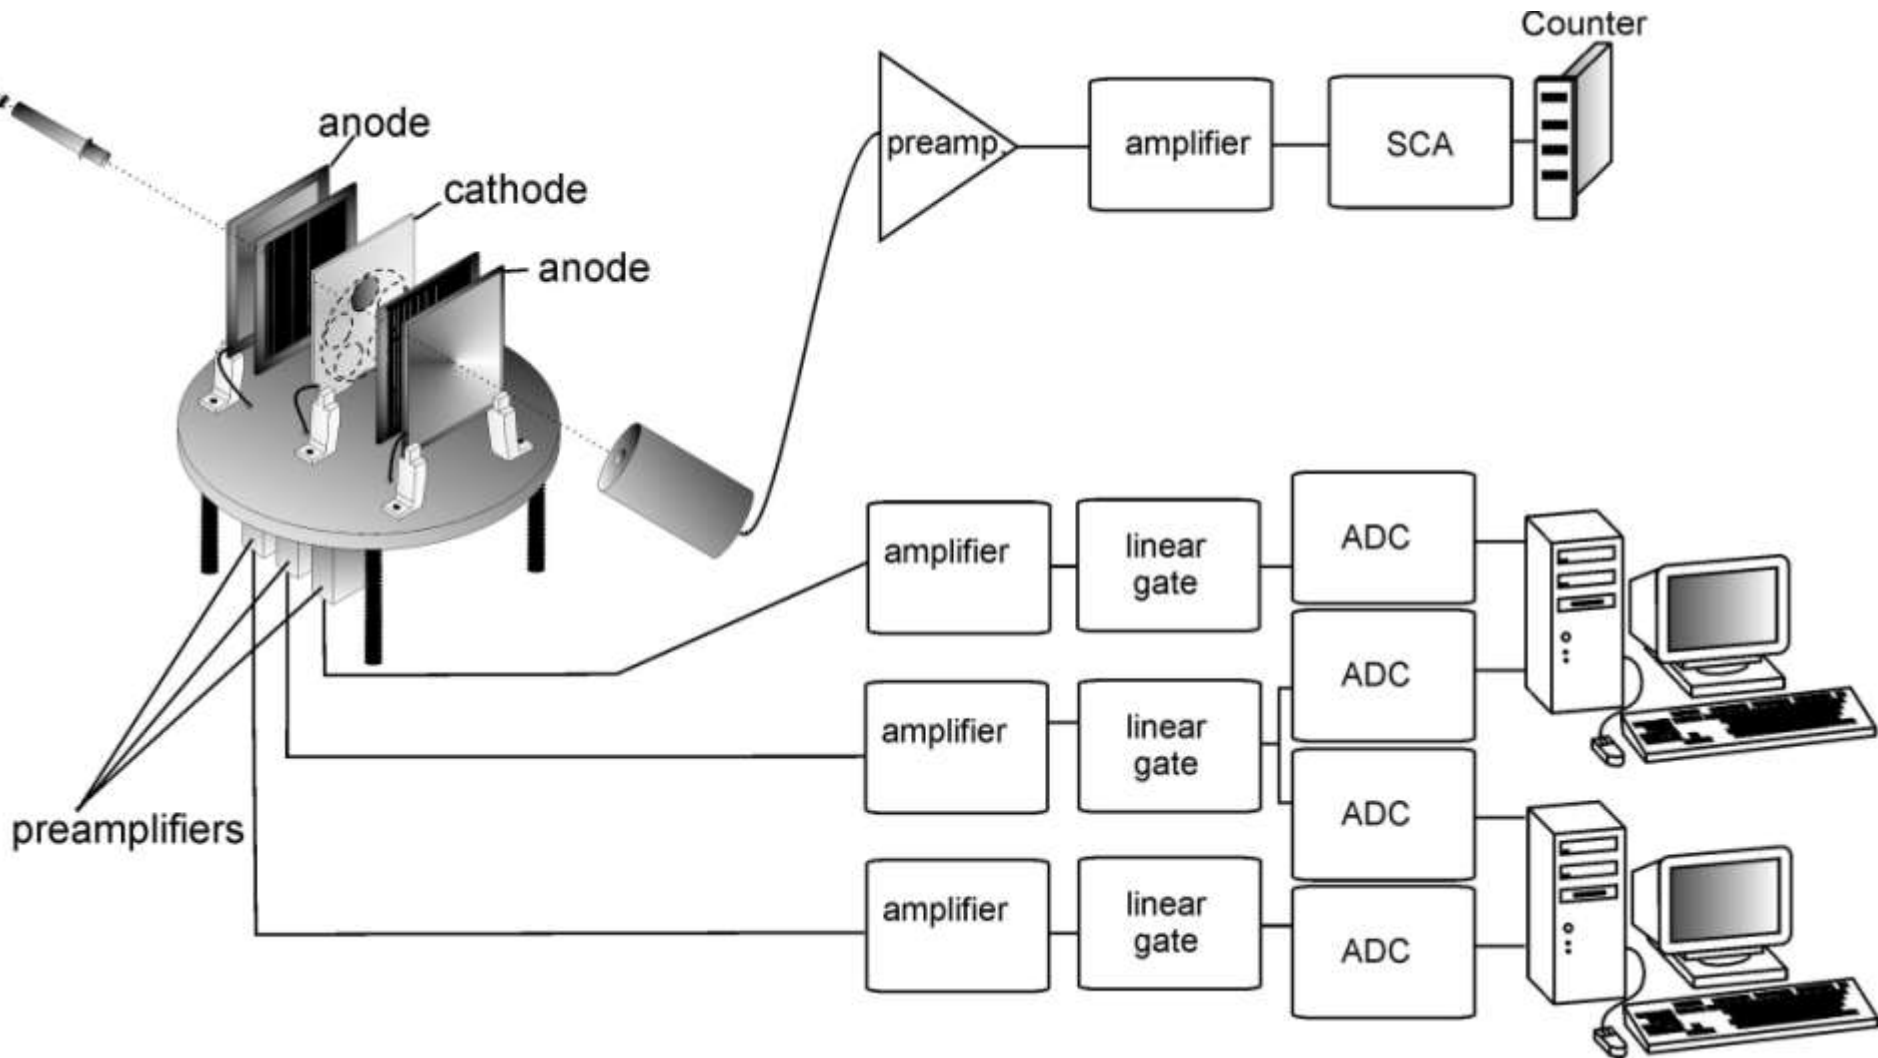 Counter
anode
preamp.
amplifier
SCA
cathode
anode
amplifier
linear
gate
ADC
ADC
amplifier
linear
gate
ADC
preamplifiers
amplifier
linear
gate
ADC